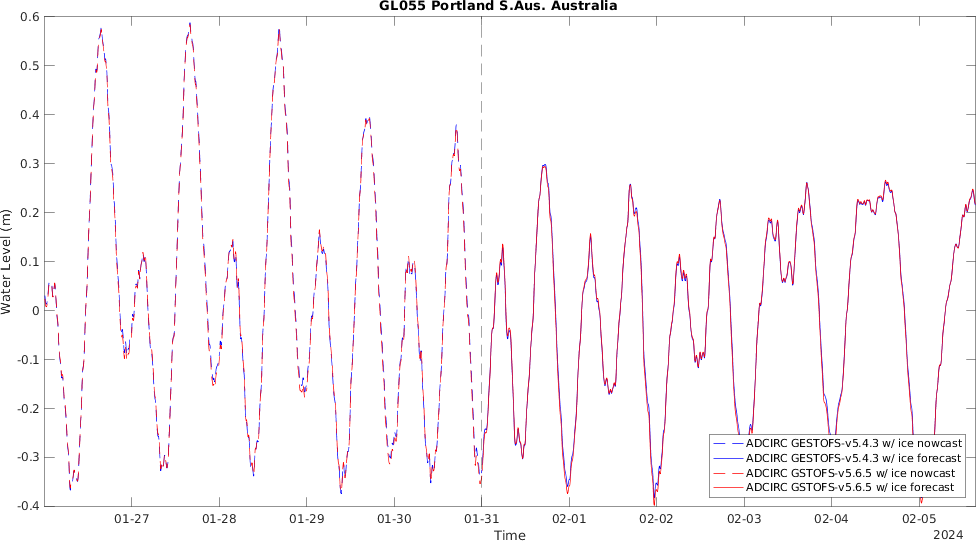 GL055 Portland S.Aus. Australia
0.6
0.5
0.4
0.3
0.2
0.1
0
-0.1
-0.2
-0.3
-0.4
Water Level (m)
01-27 01-28 01-29 01-30 01-31 02-01 02-02 02-03 02-04 02-05
Time
2024
ADCIRC GESTOFS-v5.4.3 w/ ice nowcast
ADCIRC GESTOFS-v5.4.3 w/ ice forecast
ADCIRC GSTOFS-v5.6.5 w/ ice nowcast
ADCIRC GSTOFS-v5.6.5 w/ ice forecast